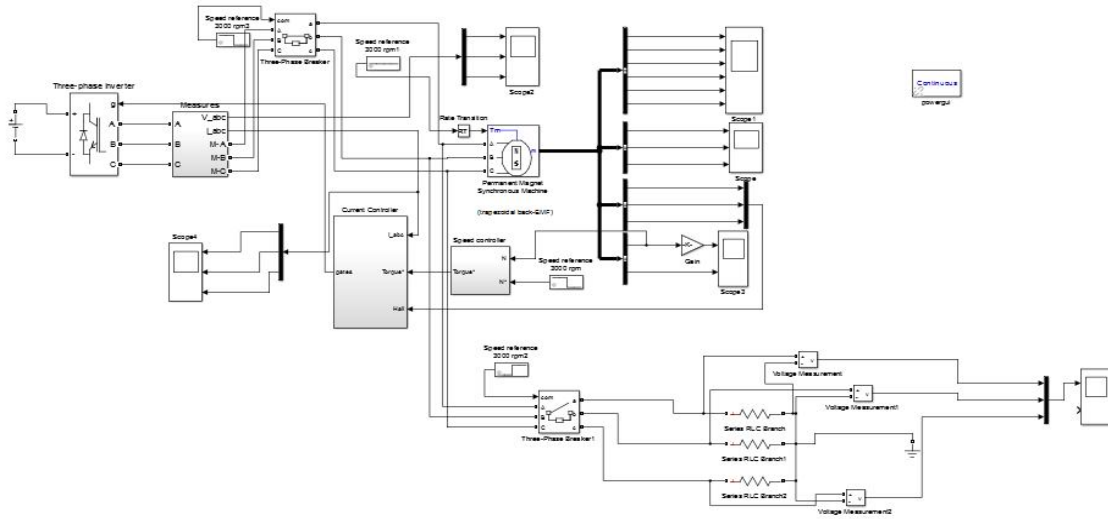 Speed reference
3000 rpm3
com
A
B
C
a
b
c
Three-Phase Breaker
Speed reference
3000 rpm1
Scope2
Scope1
Continuous
powergui
Three-phase Inverter
g
+
-
A
B
C
Measures
A
B
C
V_abc
I_abc
M-A
M-B
M-C
Rate Transition
RT
Tm
A
B
C
m
N
S
Permanent Magnet
Synchronous Machine
(trapezoidal back-EMF)
Scope
Current Controller
I_abc
Torque*
gates
Hall
Speed controller
N
Torque*
N*
Speed reference
3000 rpm
-K-
Gain
Scope3
Scope4
Speed reference
3000 rpm2
com
A
B
C
a
b
c
Three-Phase Breaker1
Series RLC Branch
Series RLC Branch1
Series RLC Branch2
+
-
v
Voltage Measurement
+
-
v
Voltage Measurement1
+
-
v
Voltage Measurement2